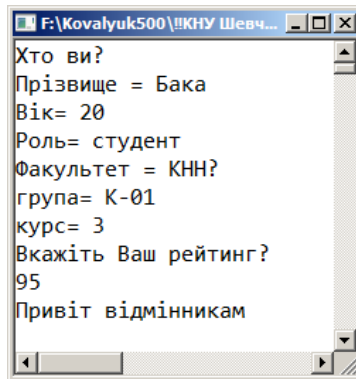 F:\Kovalyuk500\!!КНУ Шевч...
Хто ви?
Прізвище = Бака
Вік= 20
Роль= студент
Факультет = КНН?
група= К-01
курс= 3
Вкажіть Ваш рейтинг?
95
Привіт відмінникам